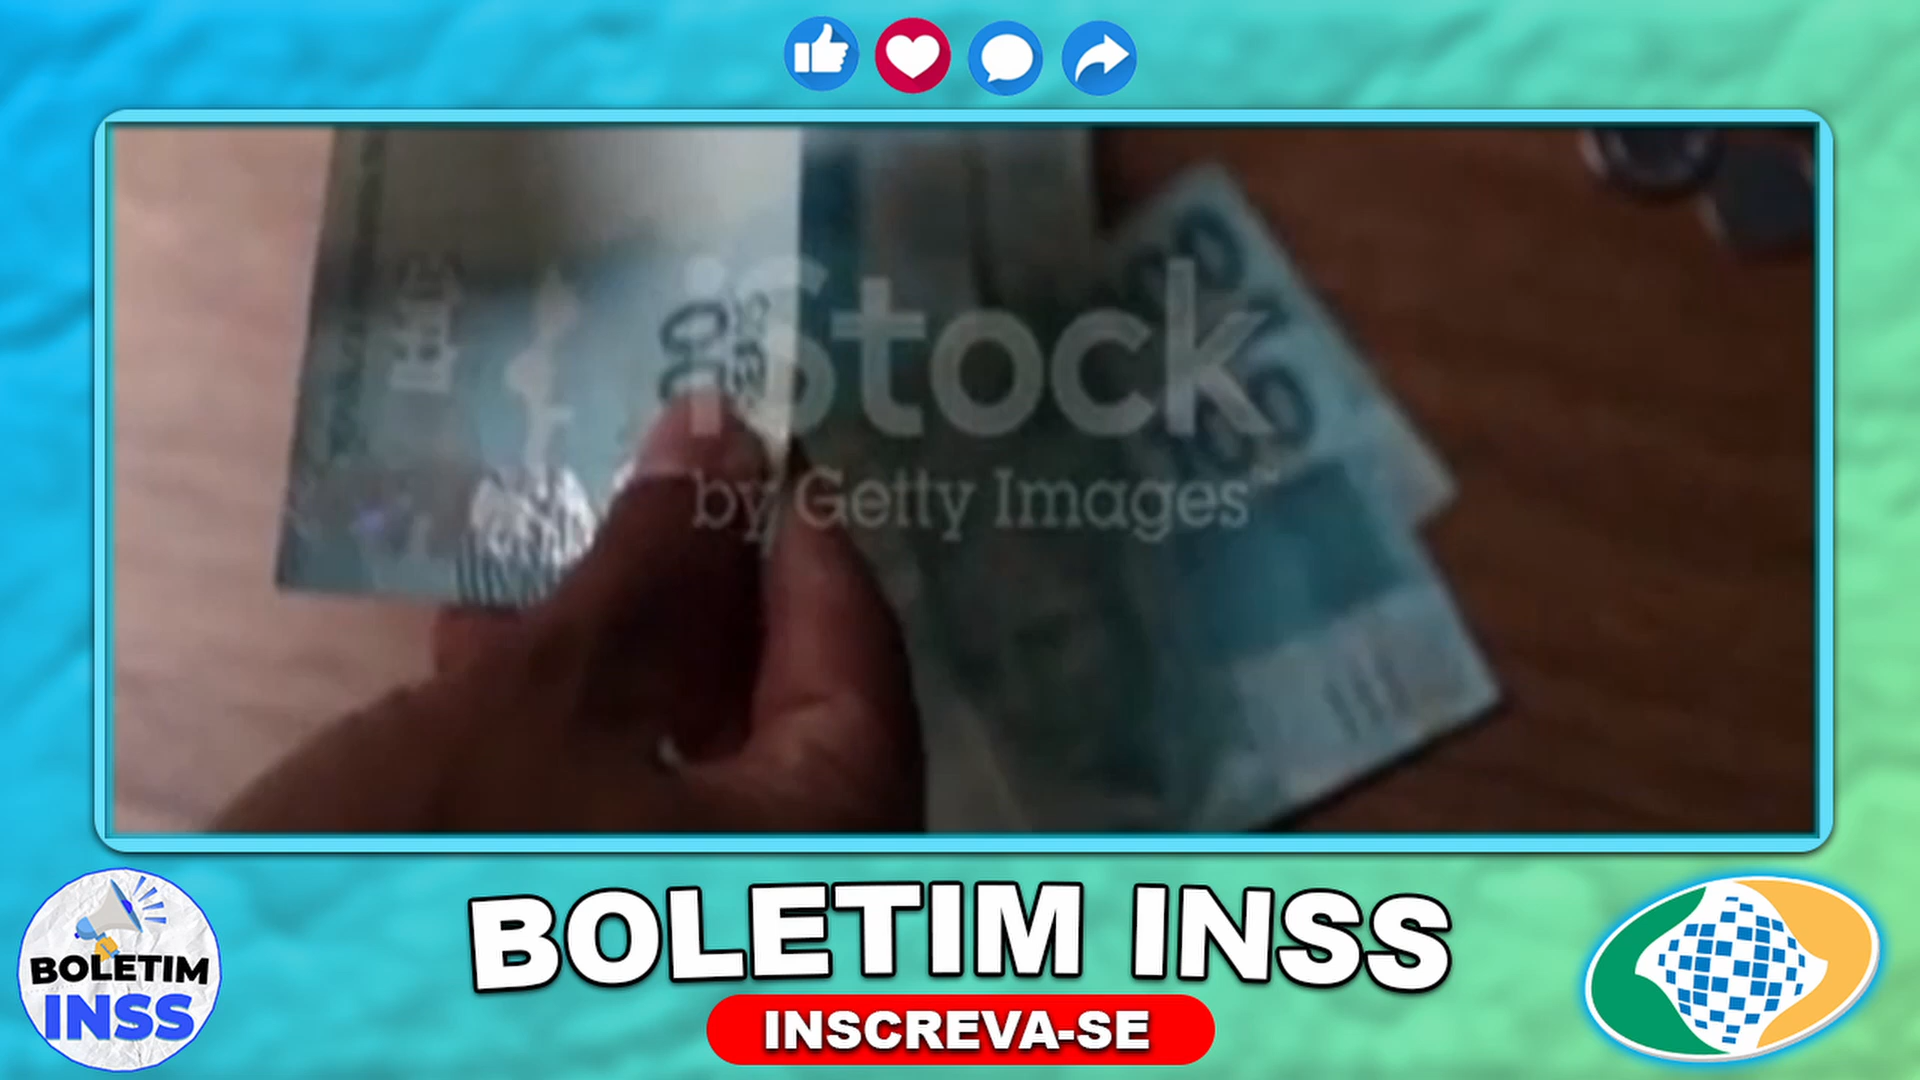 iStock
by Getty Images
BOLETIM INSS
INSCREVA-SE
BOLETIM
INSS